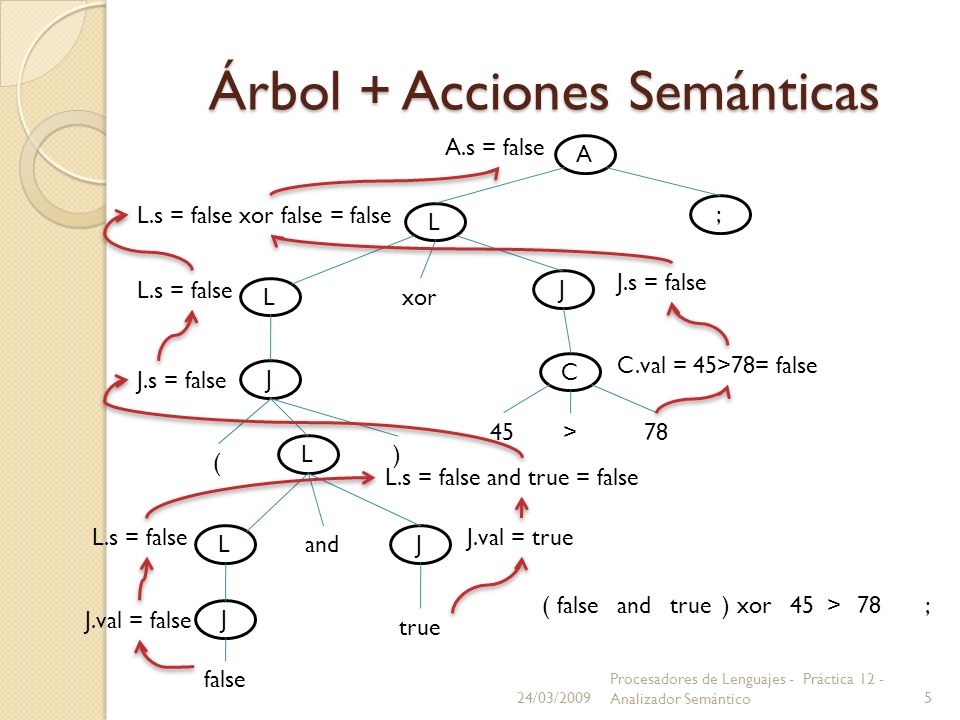 Árbol + Acciones Semánticas
A.s = false
A
L.s = false xor false = false
L
;
L.s = false
L
xor
J
J.s = false
J.s = false
J
C
C.val = 45>78= false
45 > 78
(
L
)
L.s = false and true = false
L.s = false
L
and
J
J.val = true
J.val = false
J
true
( false and true ) xor 45 > 78 ;
false
24/03/2009
Procesadores de Lenguajes - Práctica 12 -
Analizador Semántico
5